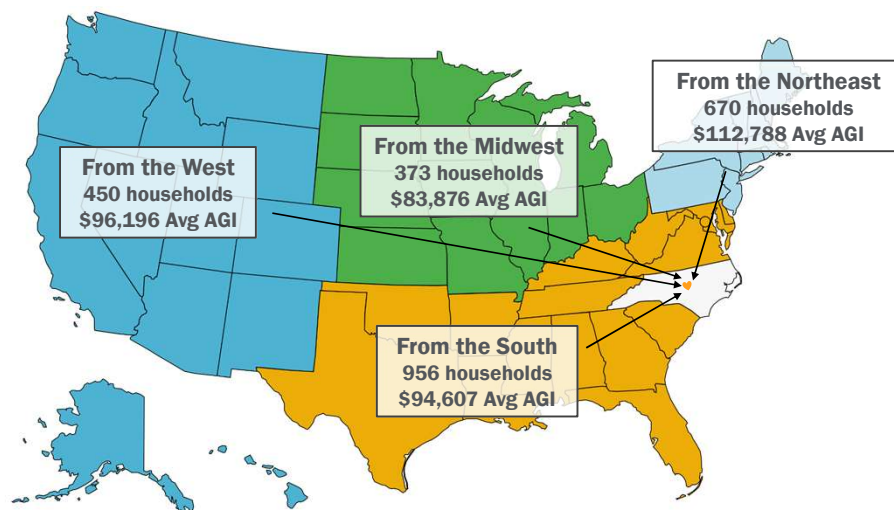 From the Northeast
670 households
$112,788 Avg AGI
From the Midwest
373 households
$83,876 Avg AGI
From the West
450 households
$96,196 Avg AGI
From the South
956 households
$94,607 Avg AGI